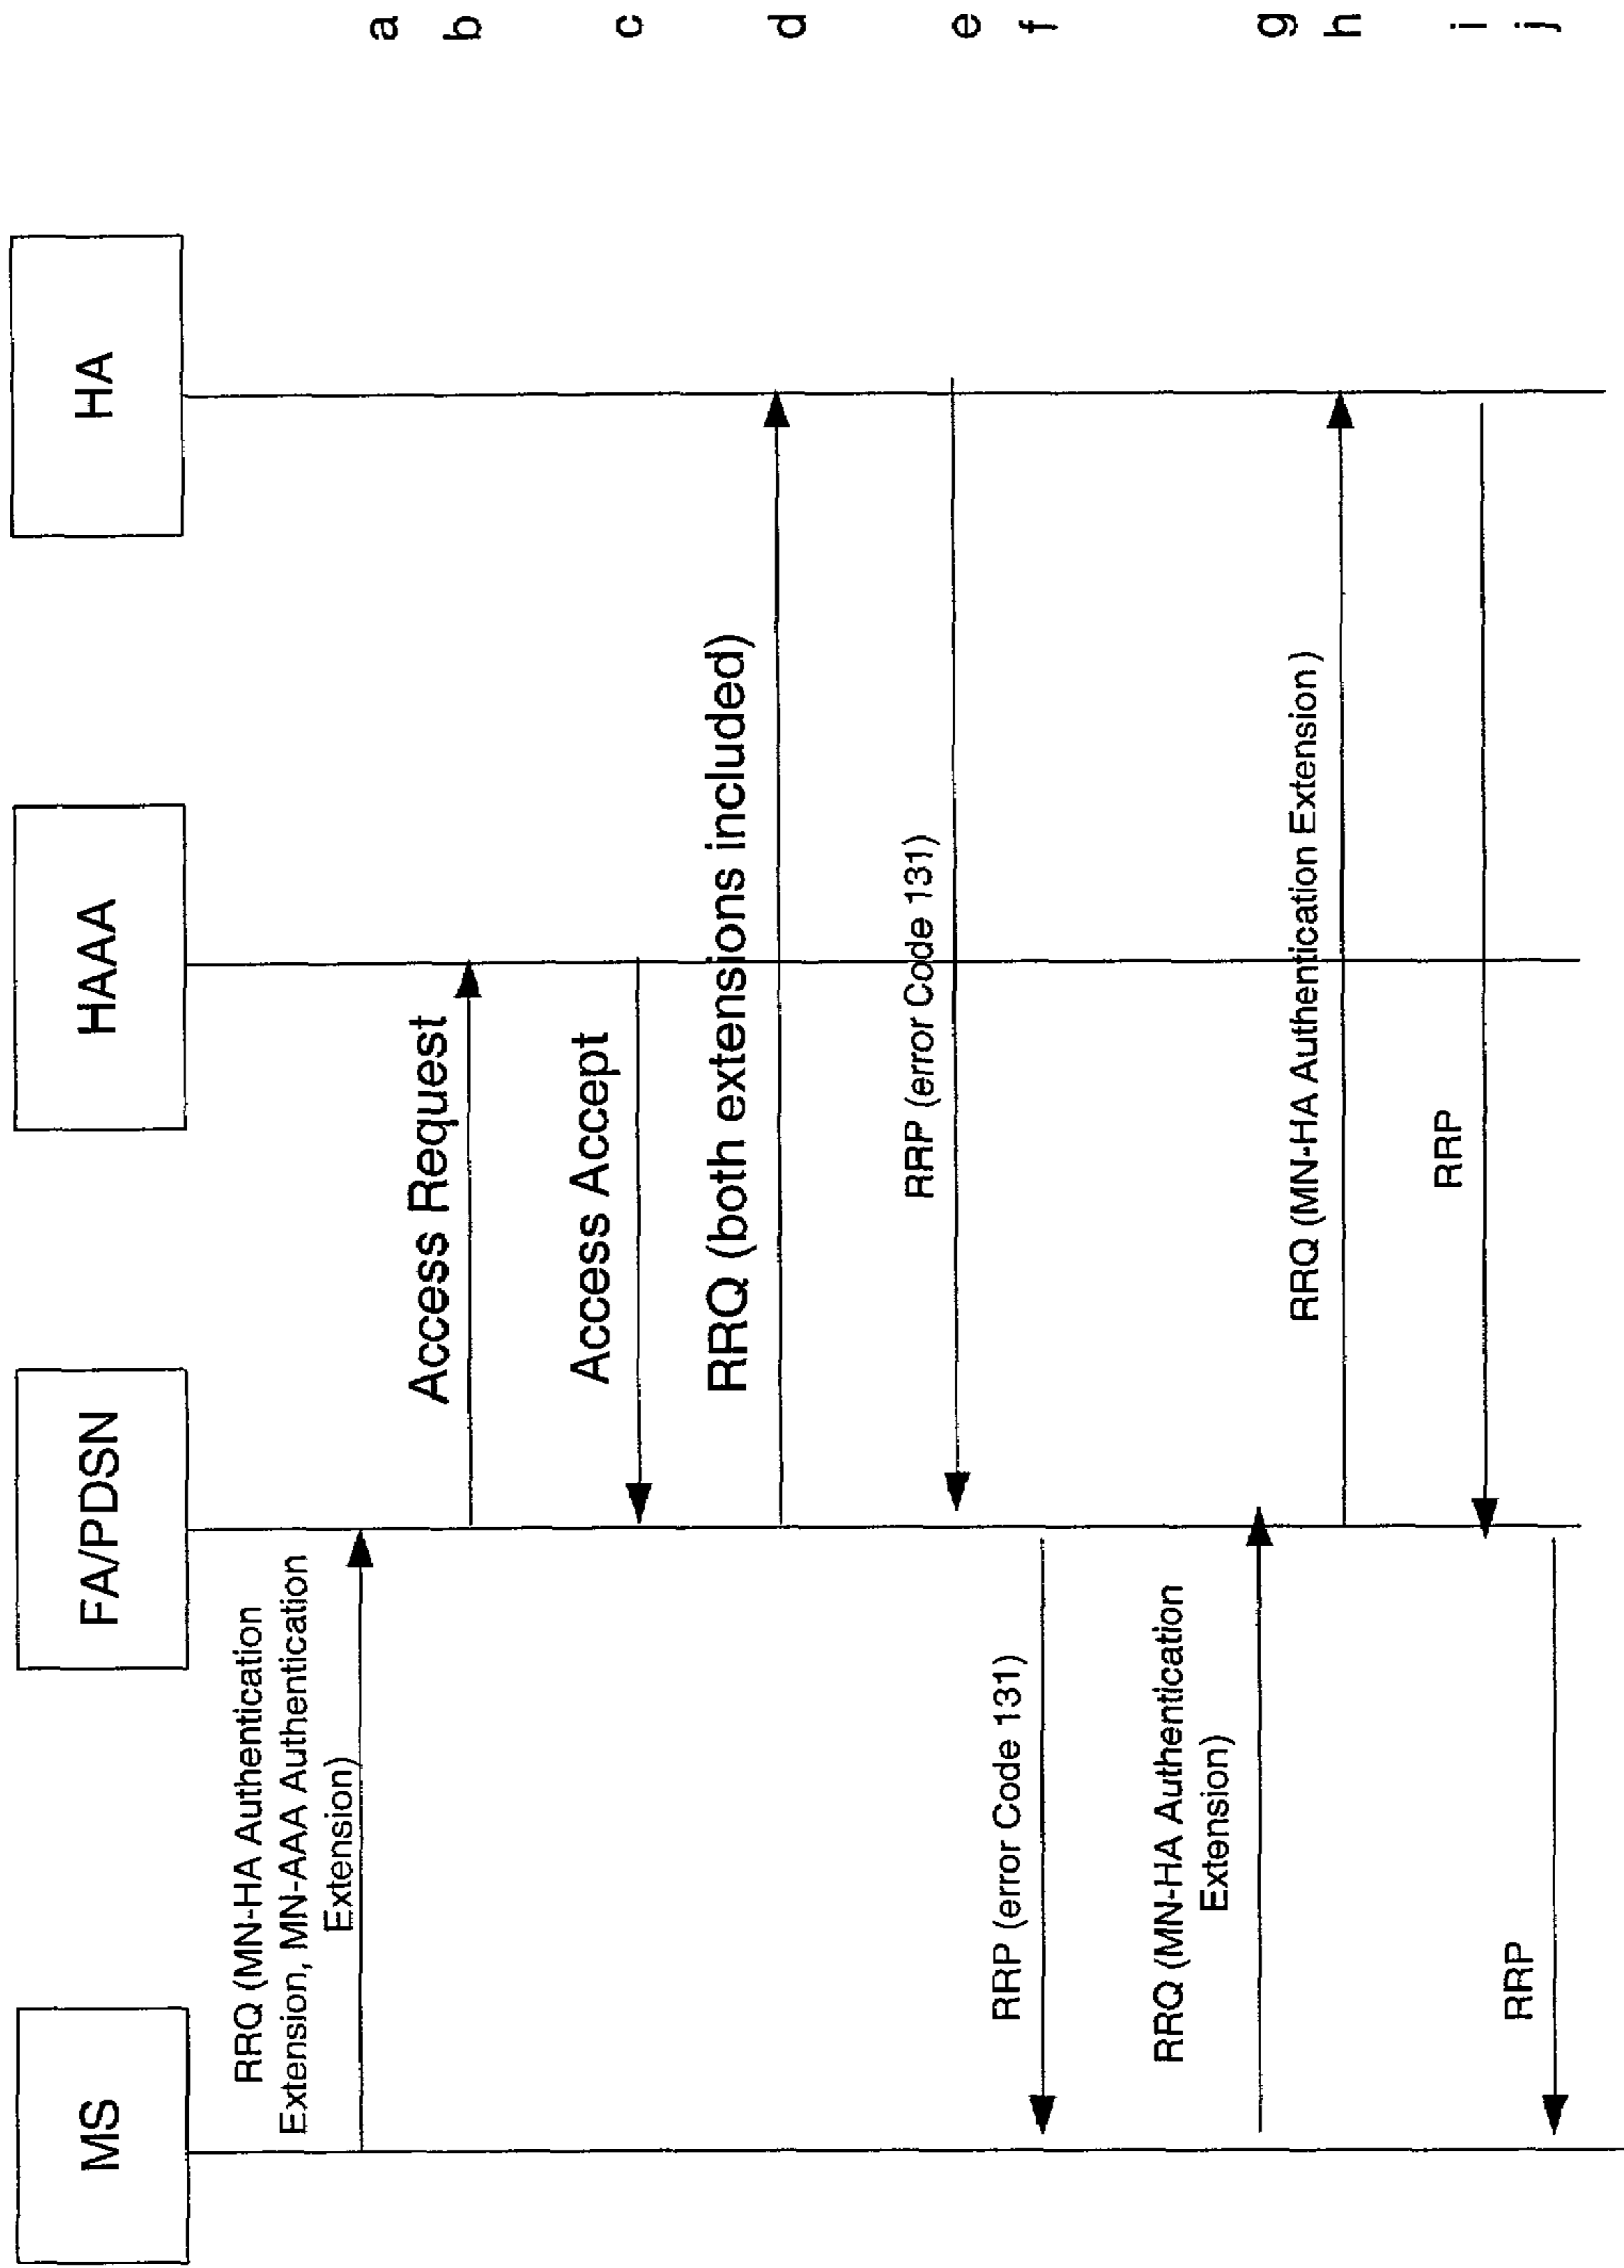 MS
FA/PDSN
HAAA
HA
RRQ (MN-HA Authentication
Extension, MN-AAA Authentication
Extension)
a
Access Request
b
Access Accept
c
RRQ (both extensions included)
d
RRP (error Code 131)
e
RRP (error Code 131)
f
RRQ (MN-HA Authentication
Extension)
g
RRQ (MN-HA Authentication Extension)
h
RRP
i
RRP
j